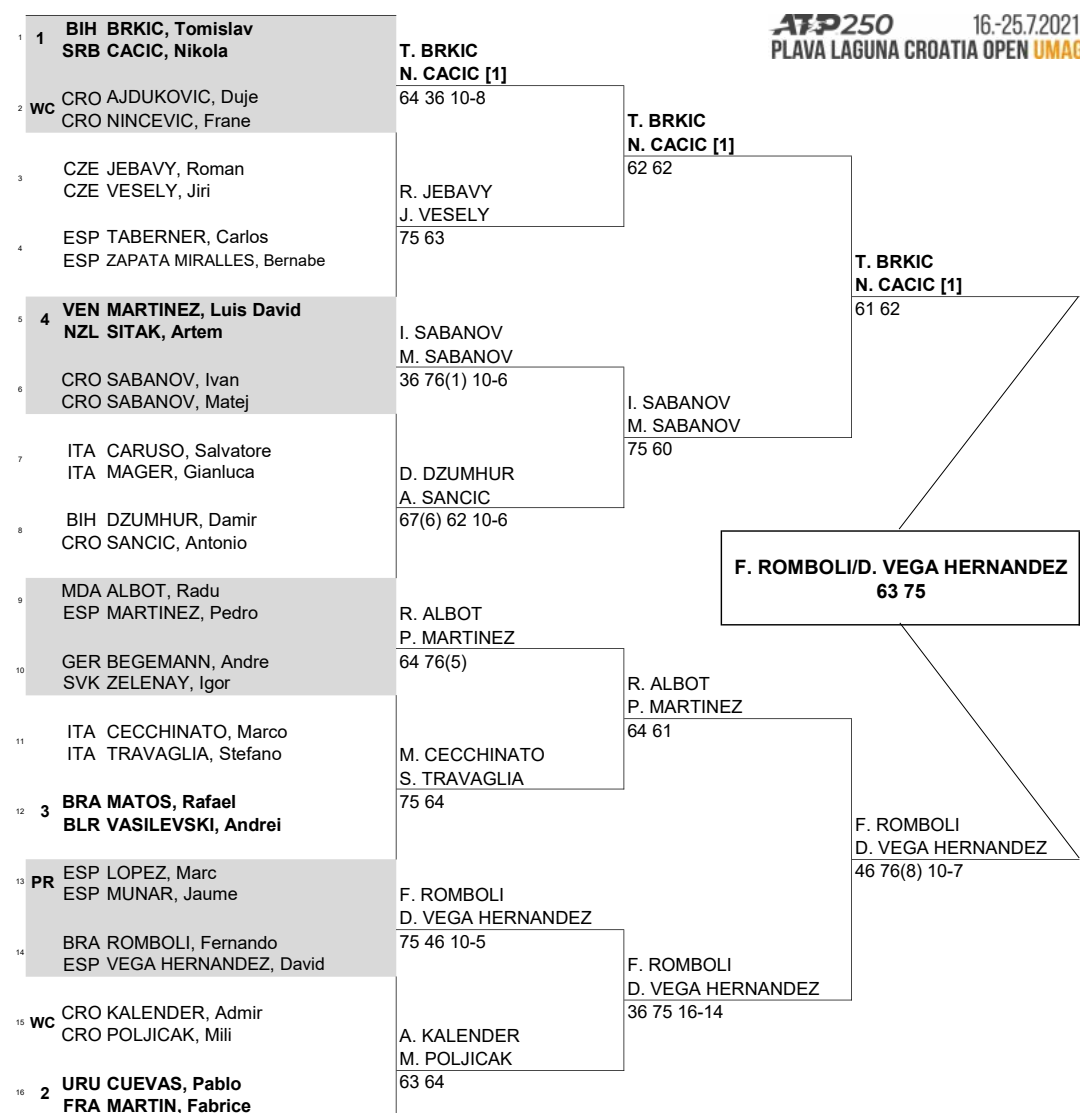 ATP250 16.-25.7.2021
PLAVA LAGUNA CROATIA OPEN UMAG
1 1 BIH BRKIC, Tomislav
SRB CACIC, Nikola
2 WC CRO AJDUKOVIC, Duje
CRO NINCEVIC, Frane
3 CZE JEBAVY, Roman
CZE VESELY, Jiri
4 ESP TABERNER, Carlos
ESP ZAPATA MIRALLES, Bernabe
5 4 VEN MARTINEZ, Luis David
NZL SITAK, Artem
6 CRO SABANOV, Ivan
CRO SABANOV, Matej
7 ITA CARUSO, Salvatore
ITA MAGER, Gianluca
8 BIH DZUMHUR, Damir
CRO SANCIC, Antonio
9 MDA ALBOT, Radu
ESP MARTINEZ, Pedro
10 GER BEGEMANN, Andre
SVK ZELENAY, Igor
11 ITA CECCHINATO, Marco
ITA TRAVAGLIA, Stefano
12 3 BRA MATOS, Rafael
BLR VASILEVSKI, Andrei
13 PR ESP LOPEZ, Marc
ESP MUNAR, Jaume
14 BRA ROMBOLI, Fernando
ESP VEGA HERNANDEZ, David
15 WC CRO KALENDER, Admir
CRO POLJICAK, Mili
16 2 URU CUEVAS, Pablo
FRA MARTIN, Fabrice
T. BRKIC
N. CACIC [1]
64 36 10-8
R. JEBAVY
J. VESELY
75 63
I. SABANOV
M. SABANOV
36 76(1) 10-6
D. DZUMHUR
A. SANCIC
67(6) 62 10-6
R. ALBOT
P. MARTINEZ
64 76(5)
M. CECCHINATO
S. TRAVAGLIA
75 64
F. ROMBOLI
D. VEGA HERNANDEZ
75 46 10-5
A. KALENDER
M. POLJICAK
63 64
T. BRKIC
N. CACIC [1]
62 62
I. SABANOV
M. SABANOV
75 60
R. ALBOT
P. MARTINEZ
64 61
F. ROMBOLI
D. VEGA HERNANDEZ
36 75 16-14
T. BRKIC
N. CACIC [1]
61 62
F. ROMBOLI
D. VEGA HERNANDEZ
46 76(8) 10-7
F. ROMBOLI/D. VEGA HERNANDEZ
63 75